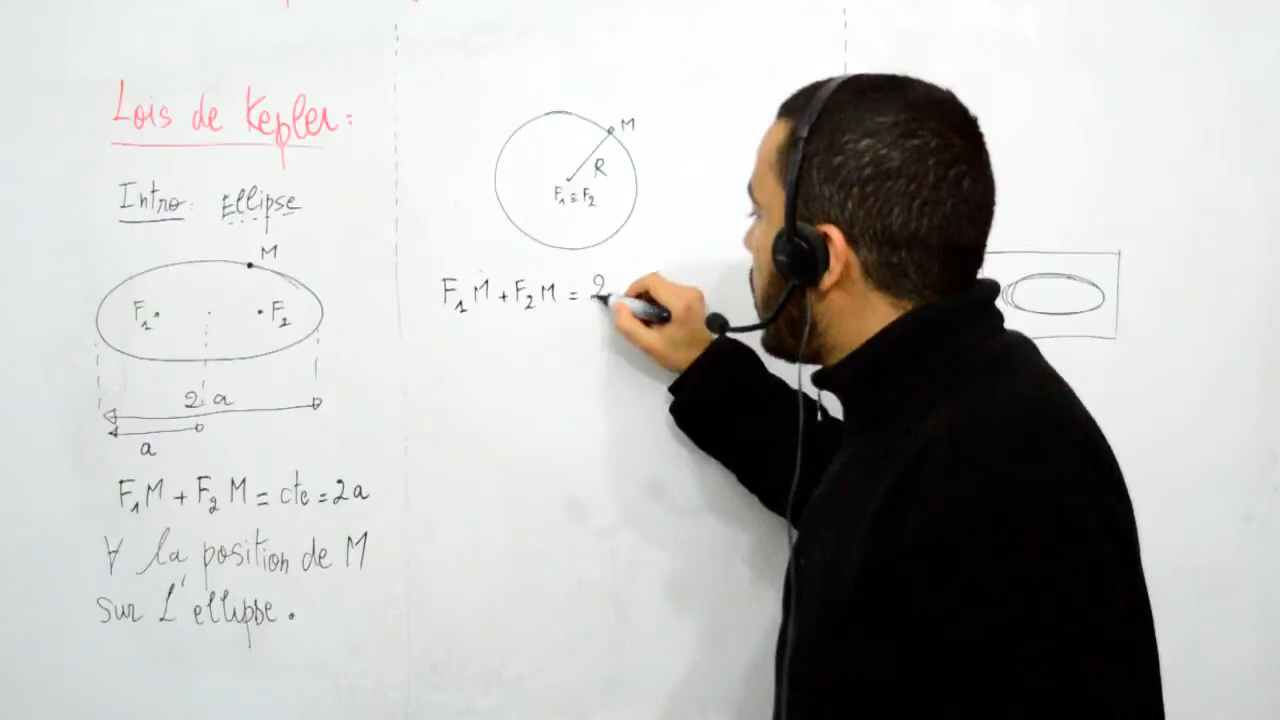 Lois de Kepler:
Intro: Ellipse
M
F1
F2
2a
a
F1M + F2M = cte = 2a
∀ la position de M
sur L'ellipse.
M
R
F1 ≡ F2
F1M + F2M = 2